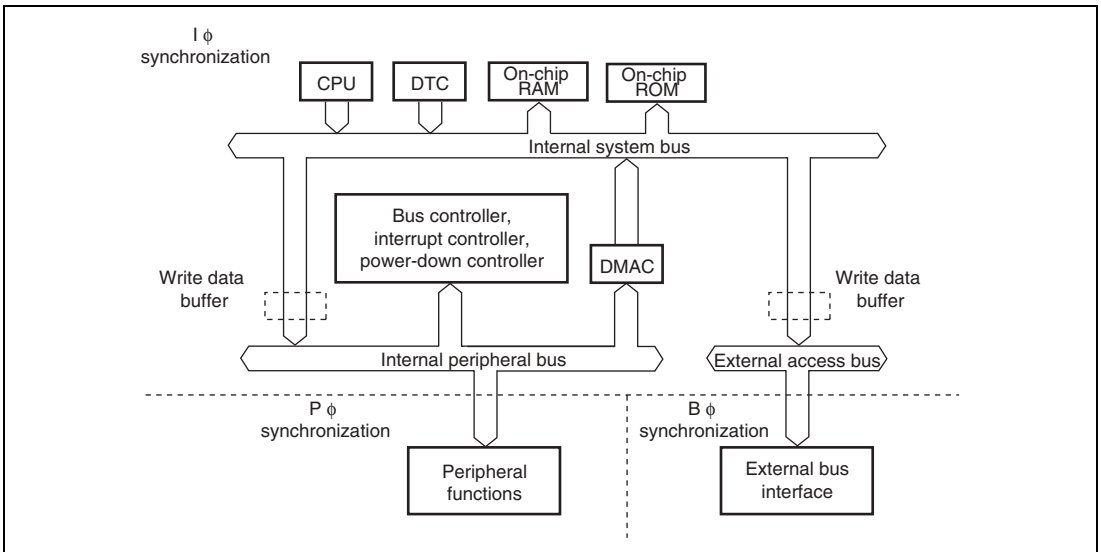 I φ
synchronization
CPU
DTC
On-chip
RAM
On-chip
ROM
Internal system bus
Bus controller,
interrupt controller,
power-down controller
DMAC
Write data
buffer
Write data
buffer
Internal peripheral bus
External access bus
P φ
synchronization
B φ
synchronization
Peripheral
functions
External bus
interface